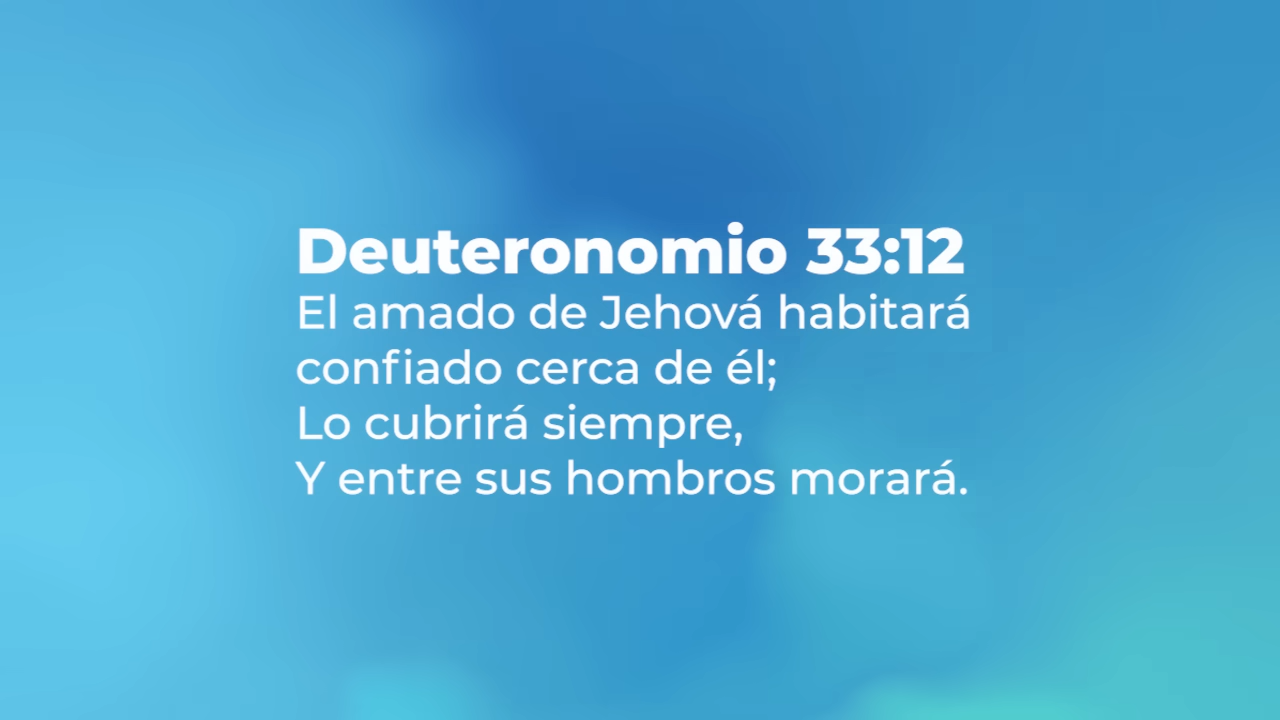 Deuteronomio 33:12
El amado de Jehová habitará
confiado cerca de él;
Lo cubrirá siempre,
Y entre sus hombros morará.